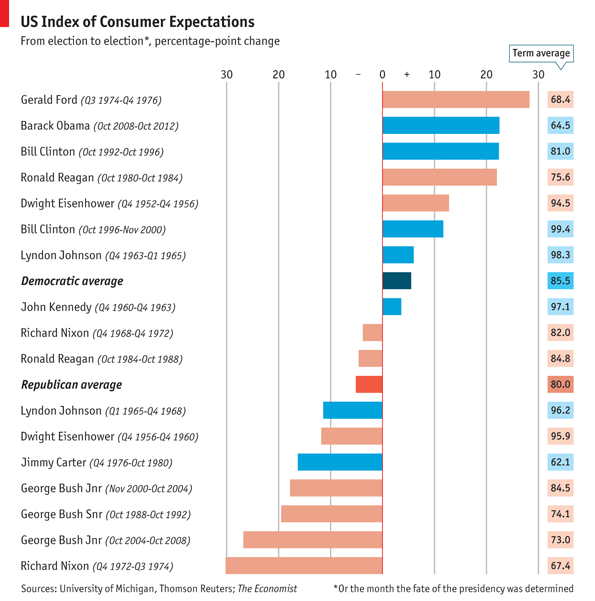 US Index of Consumer Expectations
From election to election*, percentage-point change
Term average
30 20 10 – 0 + 10 20 30
Gerald Ford (Q3 1974-Q4 1976) 68.4
Barack Obama (Oct 2008-Oct 2012) 64.5
Bill Clinton (Oct 1992-Oct 1996) 81.0
Ronald Reagan (Oct 1980-Oct 1984) 75.6
Dwight Eisenhower (Q4 1952-Q4 1956) 94.5
Bill Clinton (Oct 1996-Nov 2000) 99.4
Lyndon Johnson (Q4 1963-Q1 1965) 98.3
Democratic average 85.5
John Kennedy (Q4 1960-Q4 1963) 97.1
Richard Nixon (Q4 1968-Q4 1972) 82.0
Ronald Reagan (Oct 1984-Oct 1988) 84.8
Republican average 80.0
Lyndon Johnson (Q1 1965-Q4 1968) 96.2
Dwight Eisenhower (Q4 1956-Q4 1960) 95.9
Jimmy Carter (Q4 1976-Oct 1980) 62.1
George Bush Jnr (Nov 2000-Oct 2004) 84.5
George Bush Snr (Oct 1988-Oct 1992) 74.1
George Bush Jnr (Oct 2004-Oct 2008) 73.0
Richard Nixon (Q4 1972-Q3 1974) 67.4
Sources: University of Michigan, Thomson Reuters; The Economist *Or the month the fate of the presidency was determined